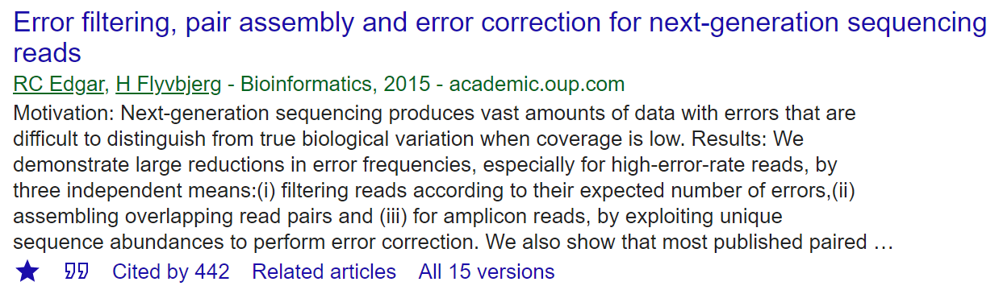 Error filtering, pair assembly and error correction for next-generation sequencing
reads
RC Edgar, H Flyvbjerg - Bioinformatics, 2015 - academic.oup.com
Motivation: Next-generation sequencing produces vast amounts of data with errors that are
difficult to distinguish from true biological variation when coverage is low. Results: We
demonstrate large reductions in error frequencies, especially for high-error-rate reads, by
three independent means:(i) filtering reads according to their expected number of errors,(ii)
assembling overlapping read pairs and (iii) for amplicon reads, by exploiting unique
sequence abundances to perform error correction. We also show that most published paired …
Cited by 442 Related articles All 15 versions